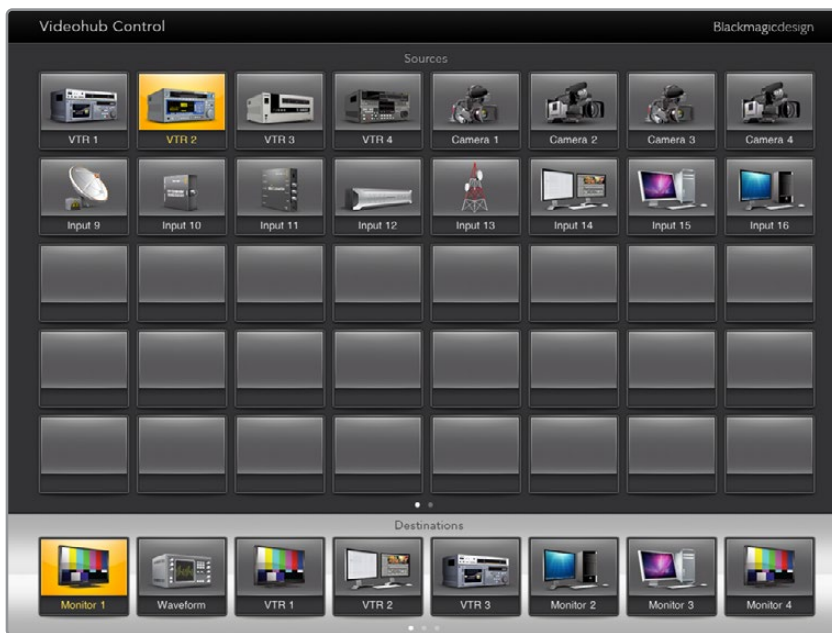 Videohub Control Blackmagicdesign
Sources
VTR 1 VTR 2 VTR 3 VTR 4 Camera 1 Camera 2 Camera 3 Camera 4
Input 9 Input 10 Input 11 Input 12 Input 13 Input 14 Input 15 Input 16
Destinations
Monitor 1 Waveform VTR 1 VTR 2 VTR 3 Monitor 2 Monitor 3 Monitor 4